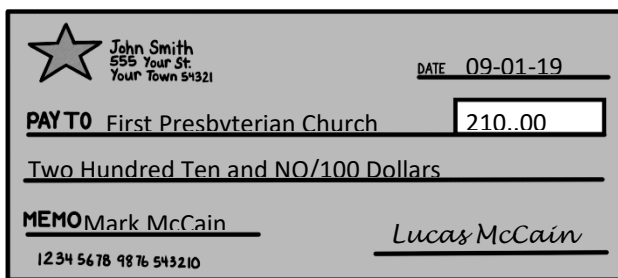 John Smith
555 Your St.
Your Town 54321
DATE 09-01-19
PAY TO First Presbyterian Church 210..00
Two Hundred Ten and NO/100 Dollars
MEMO Mark McCain
Lucas McCain
1234 5678 9876 543210